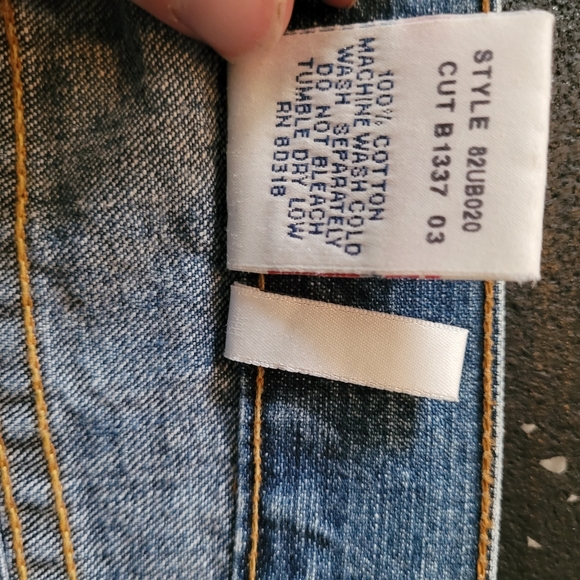 STYLE 82UB020
CUT B1337 03
100% COTTON
MACHINE WASH COLD
WASH SEPARATELY
DO NOT BLEACH
TUMBLE DRY LOW
RN 80318